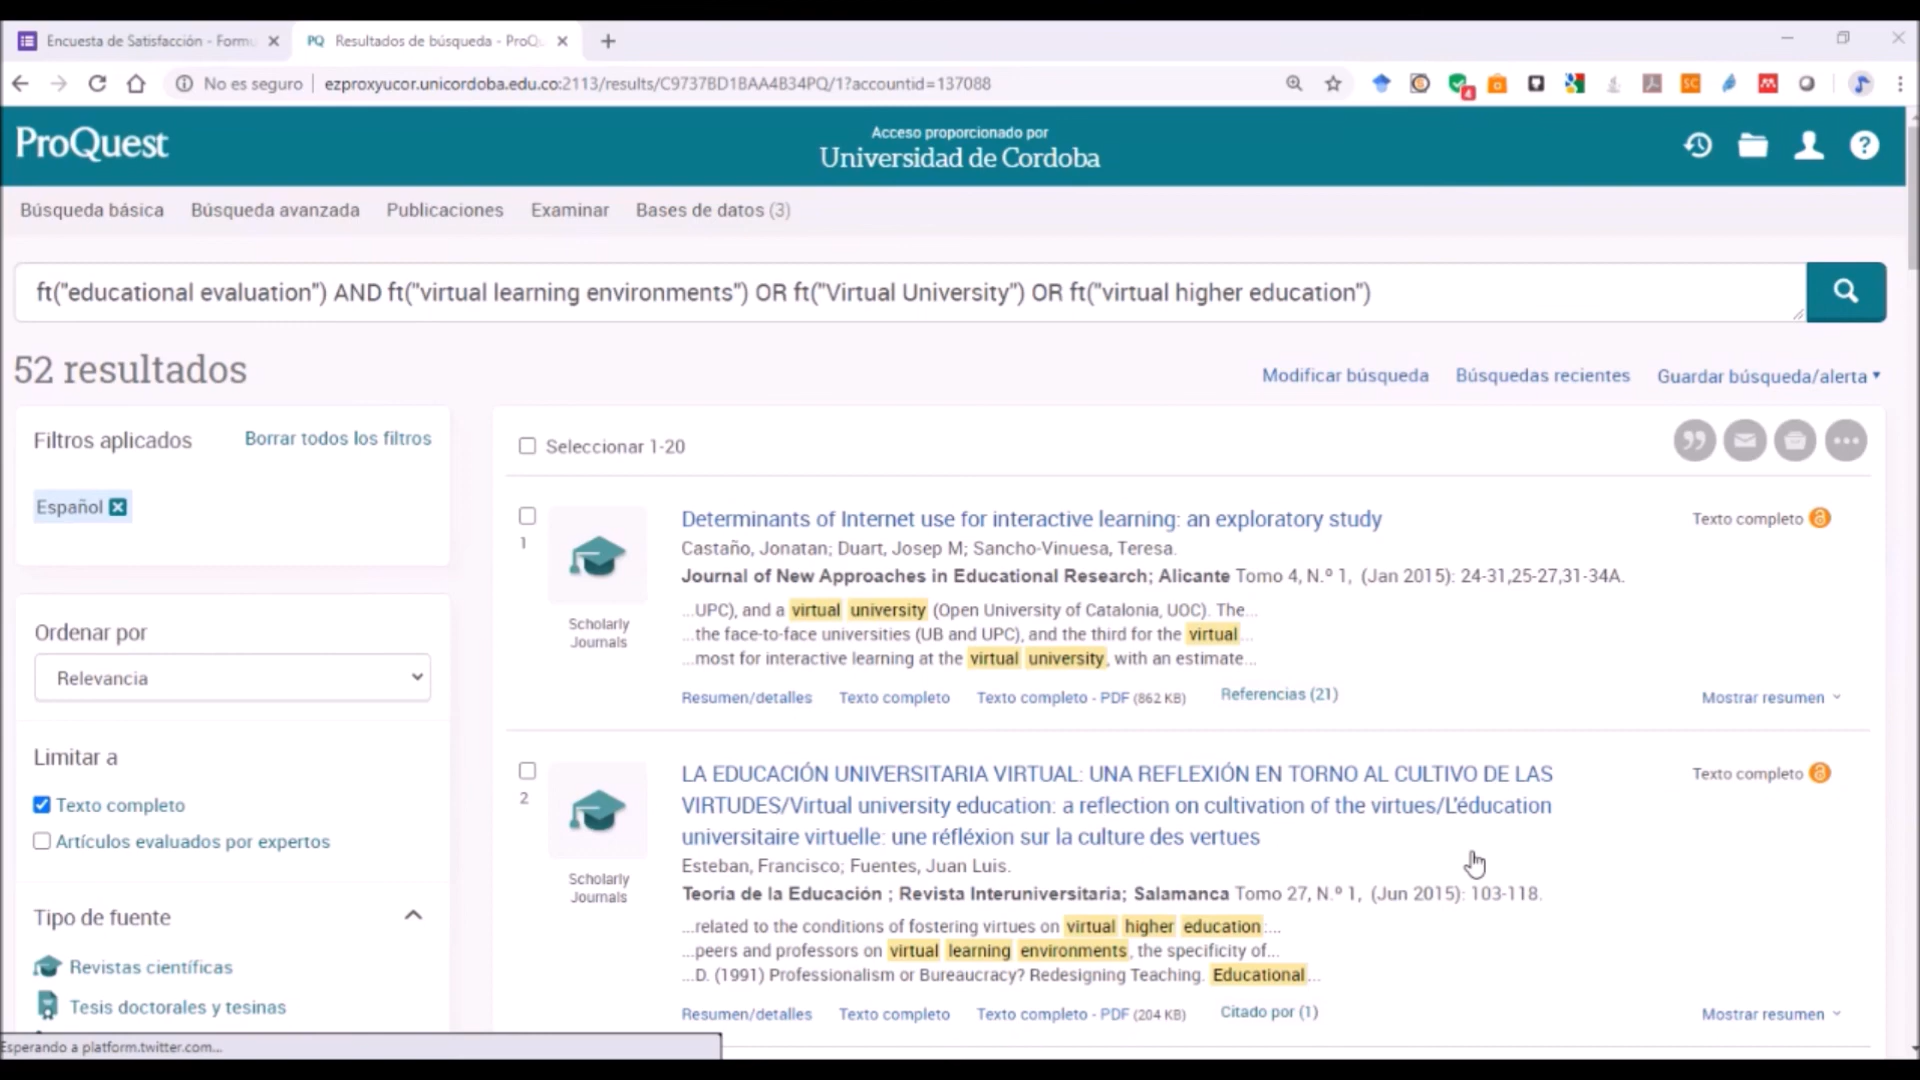 Encuesta de Satisfacción - Formu
PQ Resultados de búsqueda - ProQu
No es seguro ezproxyucor.unicordoba.edu.co:2113/results/C9737BD1BAA4B34PQ/1?accountid=137088
4
SC
ProQuest
Acceso proporcionado por
Universidad de Cordoba
?
Búsqueda básica Búsqueda avanzada Publicaciones Examinar Bases de datos (3)
ft("educational evaluation") AND ft("virtual learning environments") OR ft("Virtual University") OR ft("virtual higher education")
52 resultados
Modificar búsqueda Búsquedas recientes Guardar búsqueda/alerta
Filtros aplicados Borrar todos los filtros
Español
Ordenar por
Relevancia
Limitar a
Texto completo
Artículos evaluados por expertos
Tipo de fuente
Revistas científicas
Tesis doctorales y tesinas
Seleccionar 1-20
1
Scholarly
Journals
Determinants of Internet use for interactive learning: an exploratory study
Texto completo
Castaño, Jonatan; Duart, Josep M; Sancho-Vinuesa, Teresa.
Journal of New Approaches in Educational Research; Alicante Tomo 4, N.º 1, (Jan 2015): 24-31,25-27,31-34A.
...UPC), and a virtual university (Open University of Catalonia, UOC). The...
...the face-to-face universities (UB and UPC), and the third for the virtual...
...most for interactive learning at the virtual university, with an estimate...
Resumen/detalles Texto completo Texto completo - PDF (862 KB) Referencias (21) Mostrar resumen
2
Scholarly
Journals
LA EDUCACIÓN UNIVERSITARIA VIRTUAL: UNA REFLEXIÓN EN TORNO AL CULTIVO DE LAS
VIRTUDES/Virtual university education: a reflection on cultivation of the virtues/L'éducation
universitaire virtuelle: une réfléxion sur la culture des vertues
Texto completo
Esteban, Francisco; Fuentes, Juan Luis.
Teoría de la Educación ; Revista Interuniversitaria; Salamanca Tomo 27, N.º 1, (Jun 2015): 103-118.
...related to the conditions of fostering virtues on virtual higher education:...
...peers and professors on virtual learning environments, the specificity of...
...D. (1991) Professionalism or Bureaucracy? Redesigning Teaching. Educational...
Resumen/detalles Texto completo Texto completo - PDF (204 KB) Citado por (1) Mostrar resumen
Esperando a platform.twitter.com...